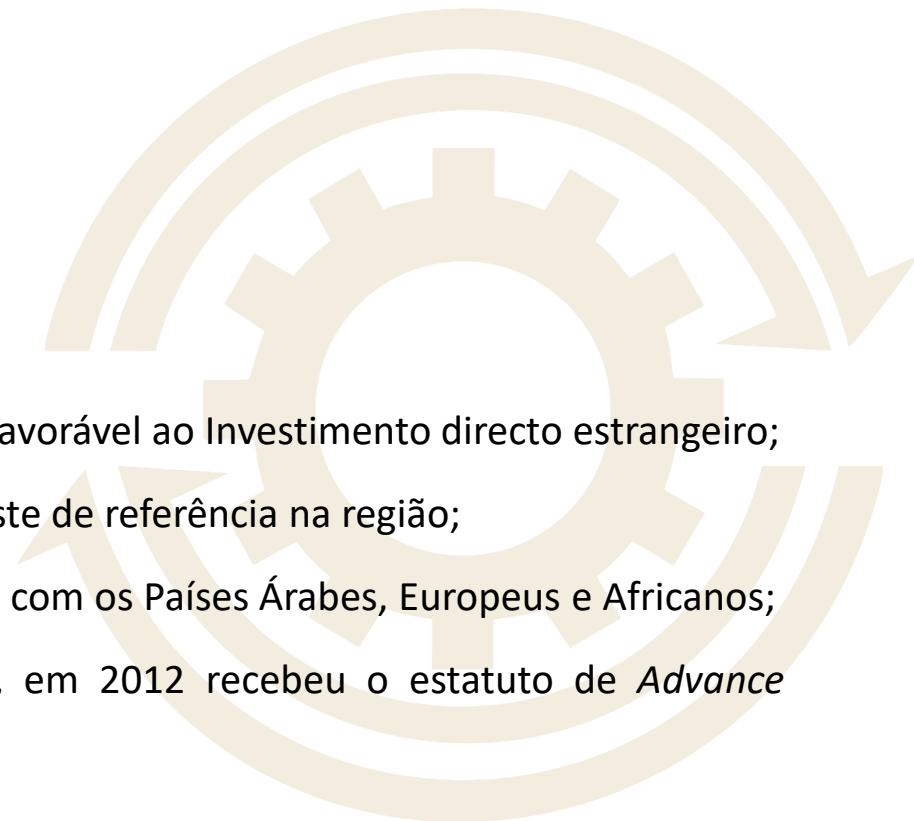 avorável ao Investimento directo estrangeiro;
ste de referência na região;
com os Países Árabes, Europeus e Africanos;
em 2012 recebeu o estatuto de Advance